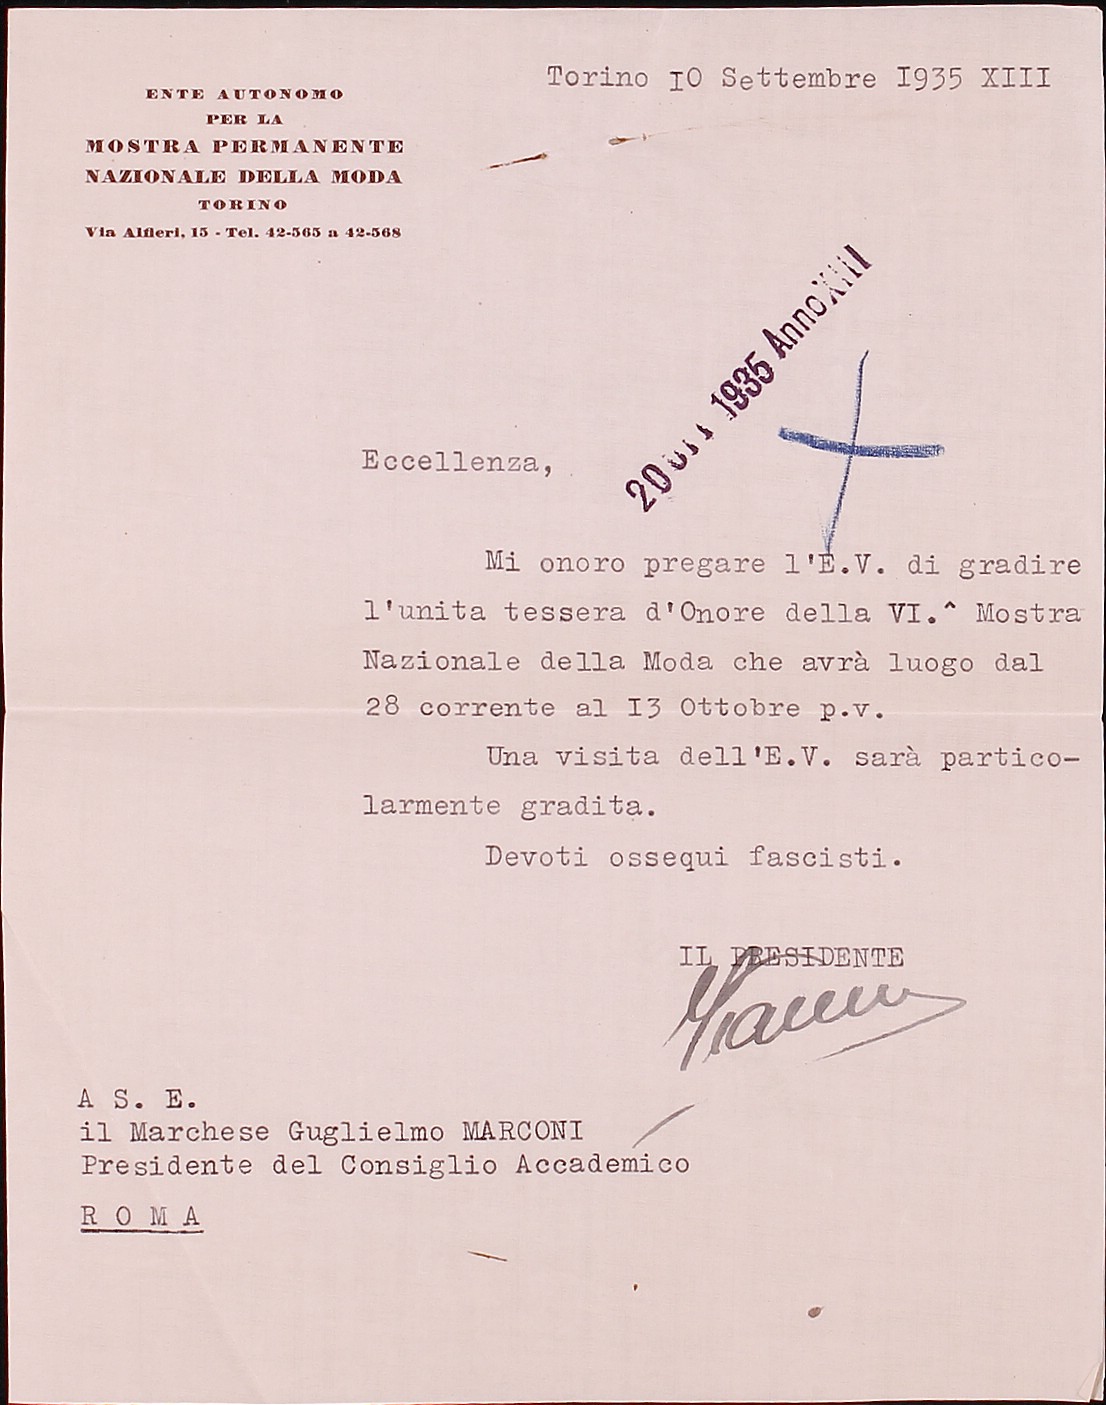 Torino 10 Settembre 1935 XIII
ENTE AUTONOMO
PER LA
MOSTRA PERMANENTE
NAZIONALE DELLA MODA
TORINO
Via Alfieri, 15 - Tel. 42-565 a 42-568
20 1935 Anno XIII
Eccellenza,
Mi onoro pregare l'E.V. di gradire
l'unita tessera d'Onore della VI.^ Mostra
Nazionale della Moda che avrà luogo dal
28 corrente al 13 Ottobre p.v.
Una visita dell'E.V. sarà partico-
larmente gradita.
Devoti ossequi fascisti.
IL PRESIDENTE
A S. E.
il Marchese Guglielmo MARCONI
Presidente del Consiglio Accademico
R O M A